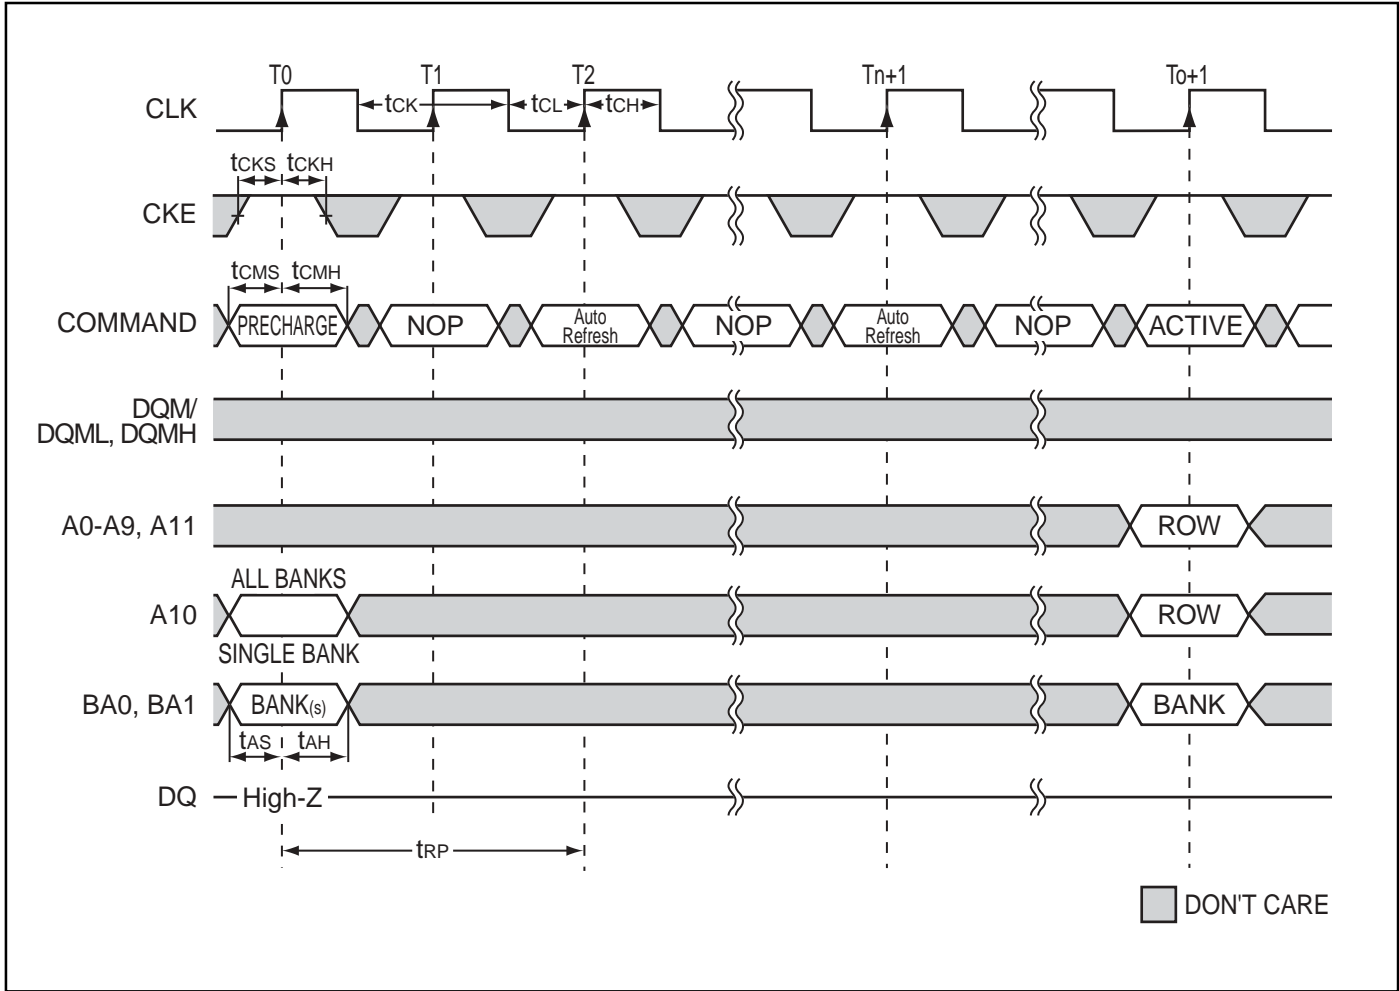 T0 T1 T2 Tn+1 To+1
CLK tCK tCL tCH
tCKS tCKH
CKE
tCMS tCMH
COMMAND PRECHARGE NOP Auto Refresh NOP Auto Refresh NOP ACTIVE
DQM/
DQML, DQMH
A0-A9, A11 ROW
ALL BANKS
A10 ROW
SINGLE BANK
BA0, BA1 BANK(s) BANK
tAS tAH
DQ High-Z
tRP
DON'T CARE